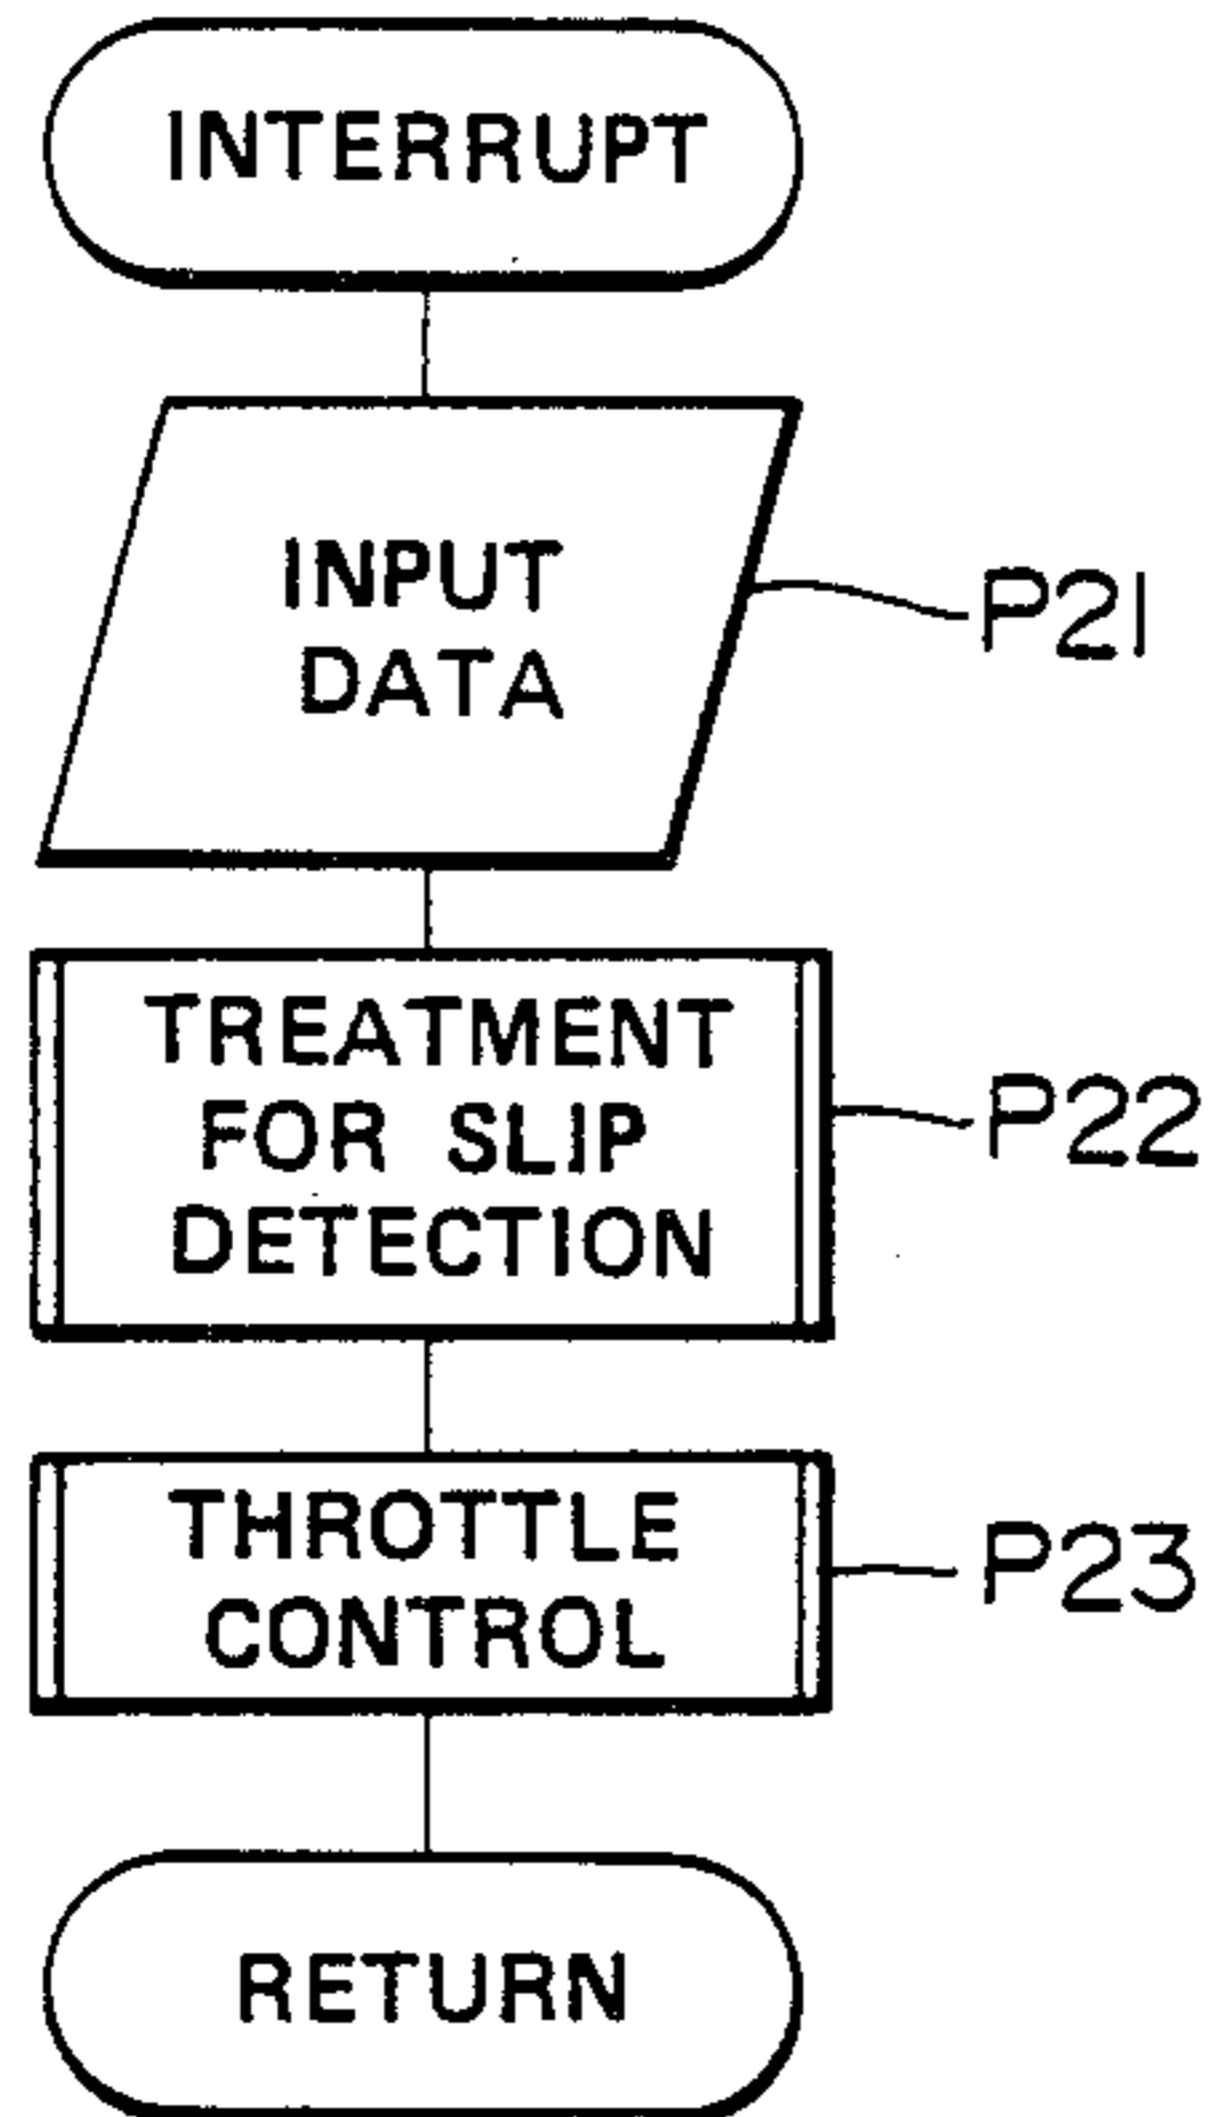 INTERRUPT
INPUT
DATA
P21
TREATMENT
FOR SLIP
DETECTION
P22
THROTTLE
CONTROL
P23
RETURN